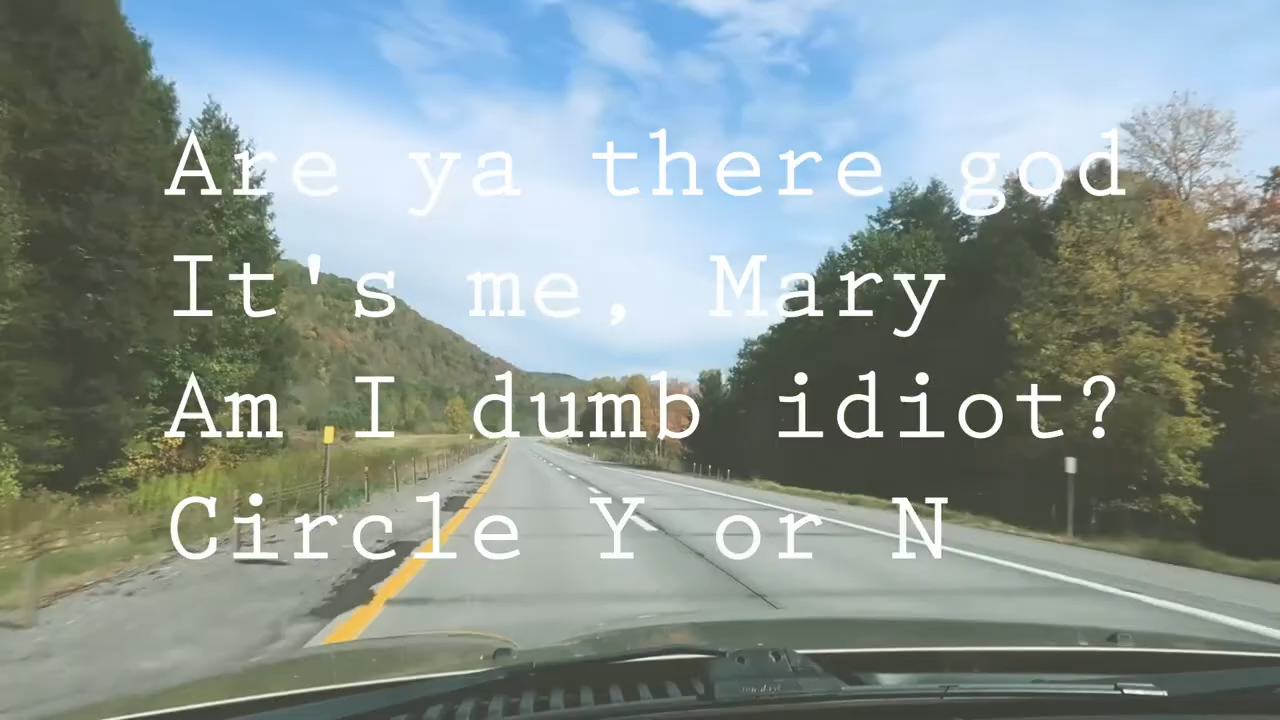 Are ya there god
It's me, Mary
Am I dumb idiot?
Circle Y or N